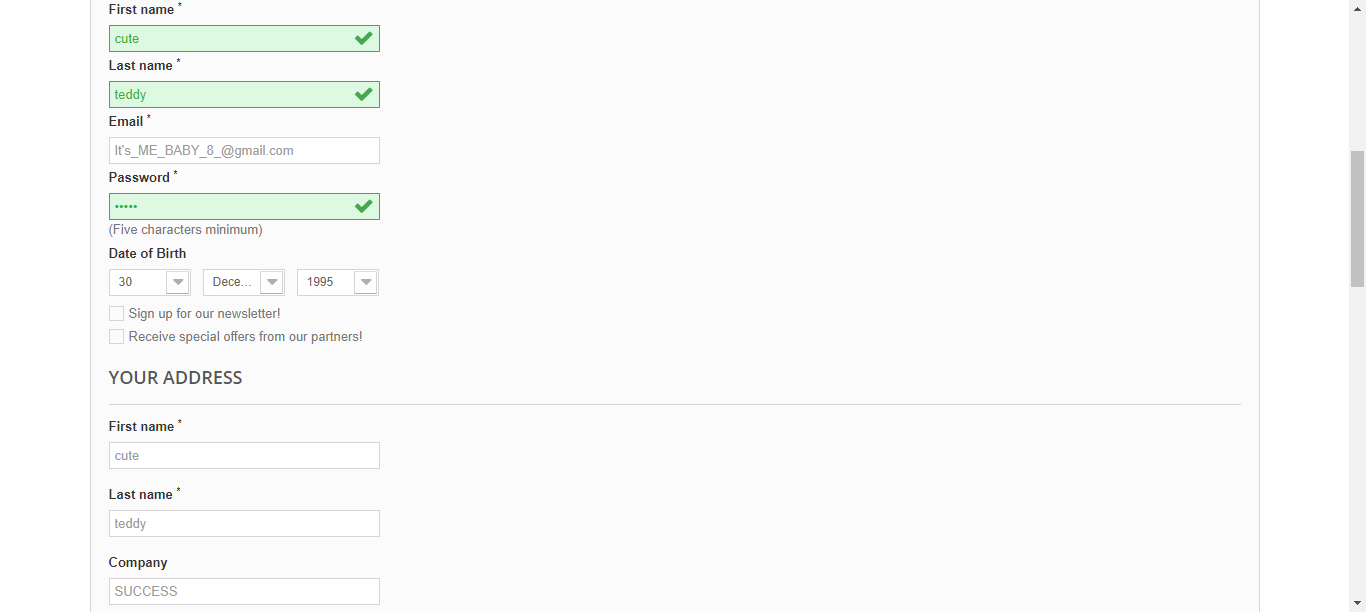 First name *
cute
Last name *
teddy
Email *
It's_ME_BABY_8_@gmail.com
Password *
•••••
(Five characters minimum)
Date of Birth
30 Dece... 1995
Sign up for our newsletter!
Receive special offers from our partners!
YOUR ADDRESS
First name *
cute
Last name *
teddy
Company
SUCCESS